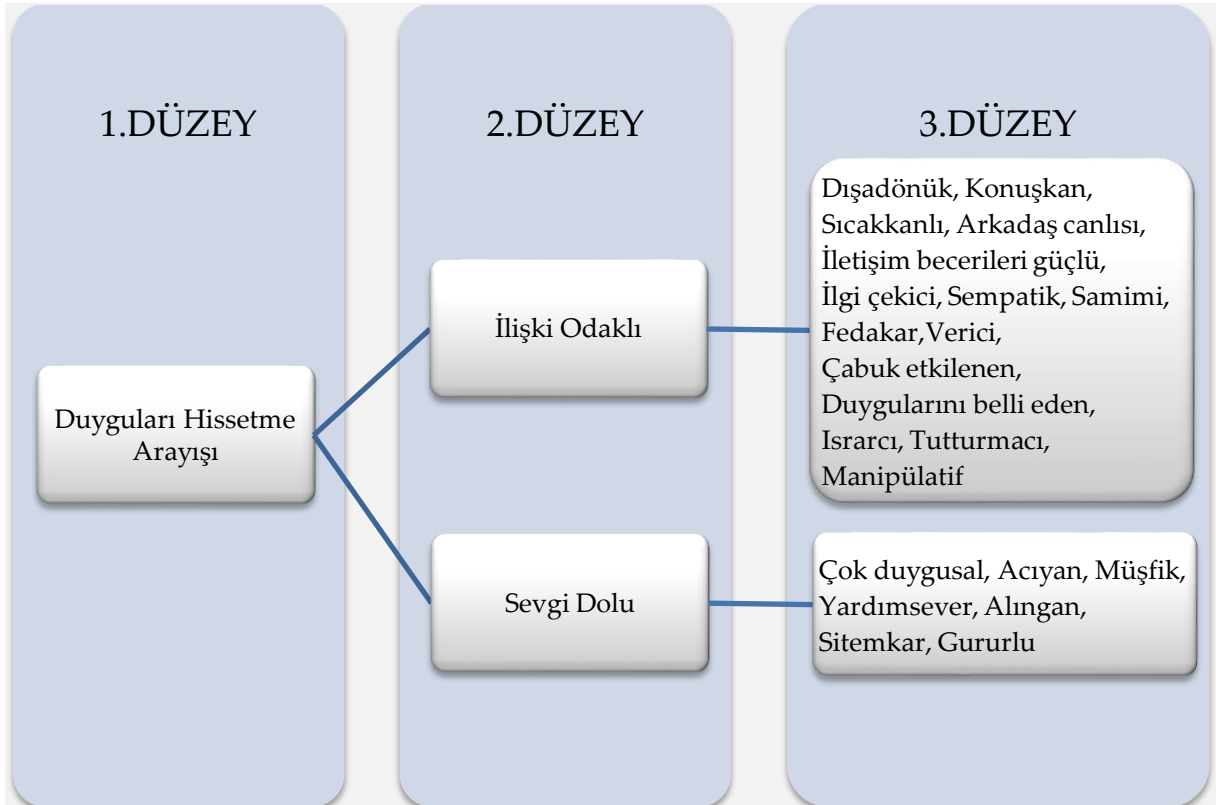 1.DÜZEY
Duyguları Hissetme
Arayışı
2.DÜZEY
İlişki Odaklı
Sevgi Dolu
3.DÜZEY
Dışadönük, Konuşkan,
Sıcakkanlı, Arkadaş canlısı,
İletişim becerileri güçlü,
İlgi çekici, Sempatik, Samimi,
Fedakar,Verici,
Çabuk etkilenen,
Duygularını belli eden,
Israrcı, Tutturmacı,
Manipülatif
Çok duygusal, Acıyan, Müşfik,
Yardımsever, Alıngan,
Sitemkar, Gururlu